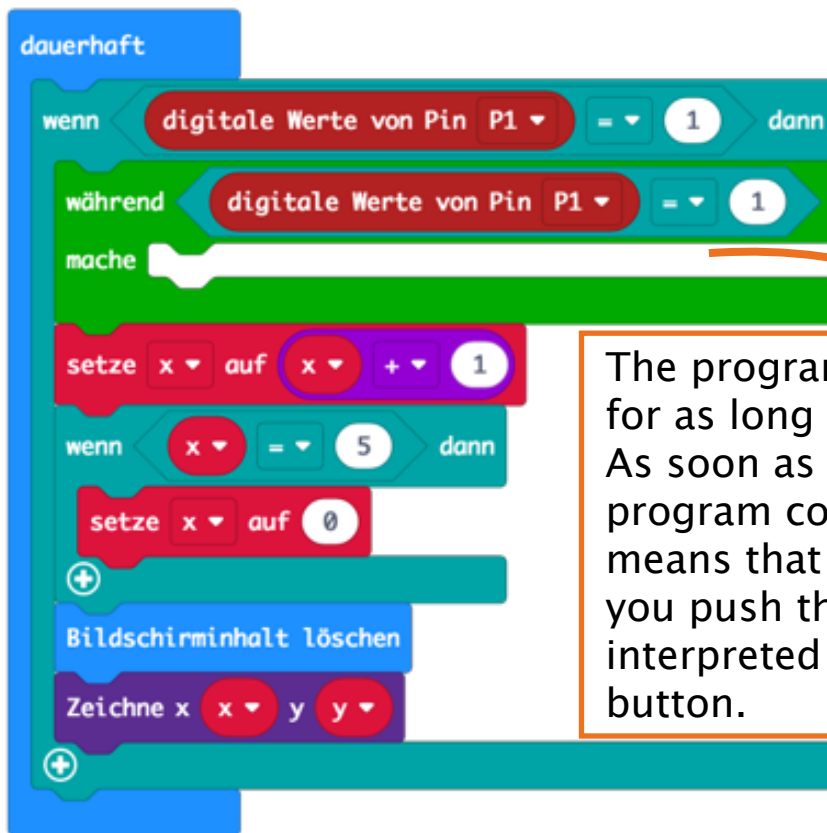 dauerhaft
wenn digitale Werte von Pin P1 = 1 dann
während digitale Werte von Pin P1 = 1
mache
setze x auf x + 1
wenn x = 5 dann
setze x auf 0
Bildschirminhalt löschen
Zeichne x x y y
The progra
for as long
As soon as
program co
means that
you push th
interpreted
button.